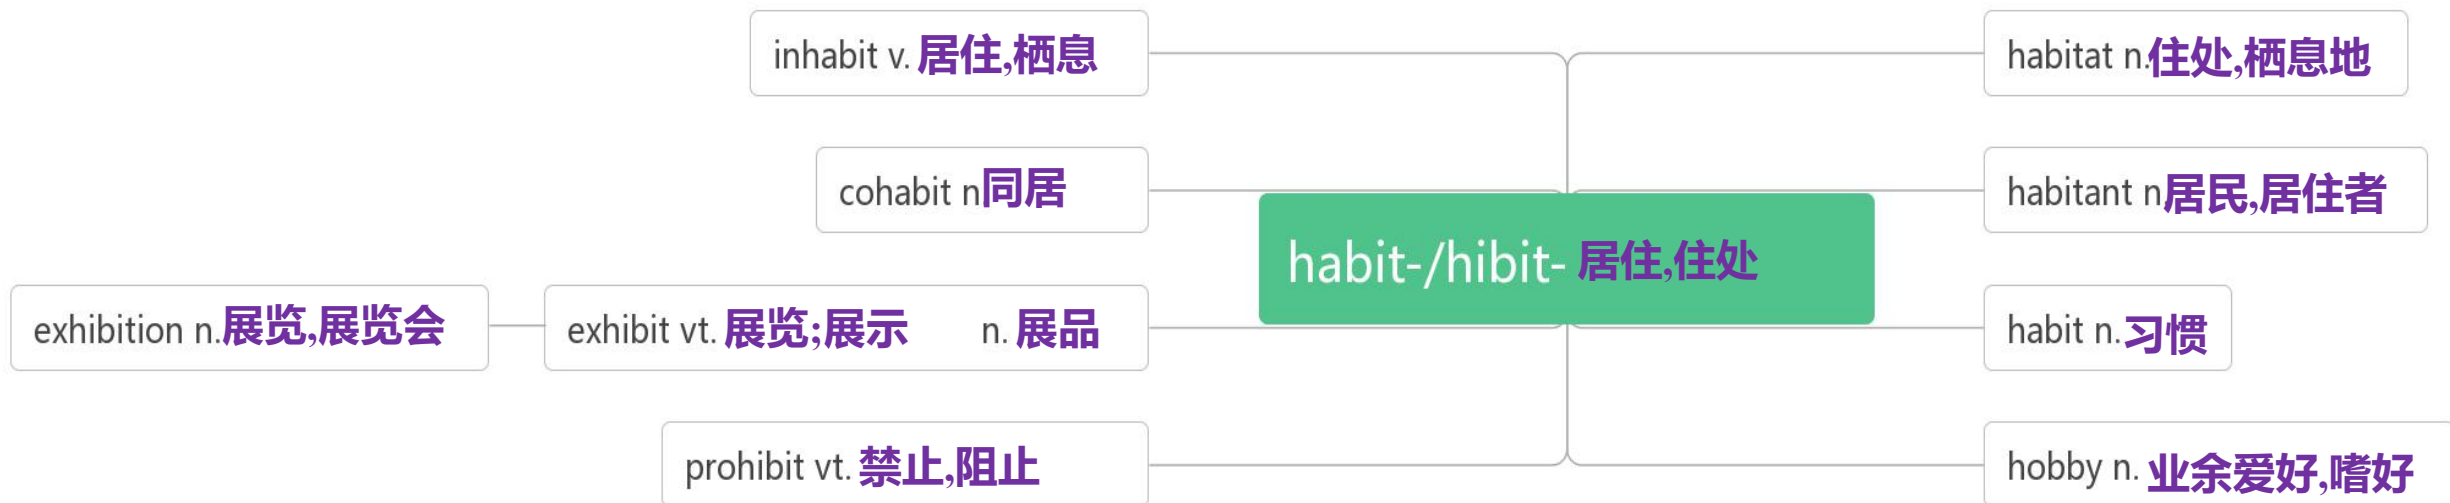 inhabit v. 居住,栖息
habitat n.住处,栖息地
cohabit n同居
habitant n居民,居住者
habit-/hibit- 居住,住处
exhibition n.展览,展览会
exhibit vt. 展览;展示 n. 展品
habit n.习惯
prohibit vt. 禁止,阻止
hobby n. 业余爱好,嗜好